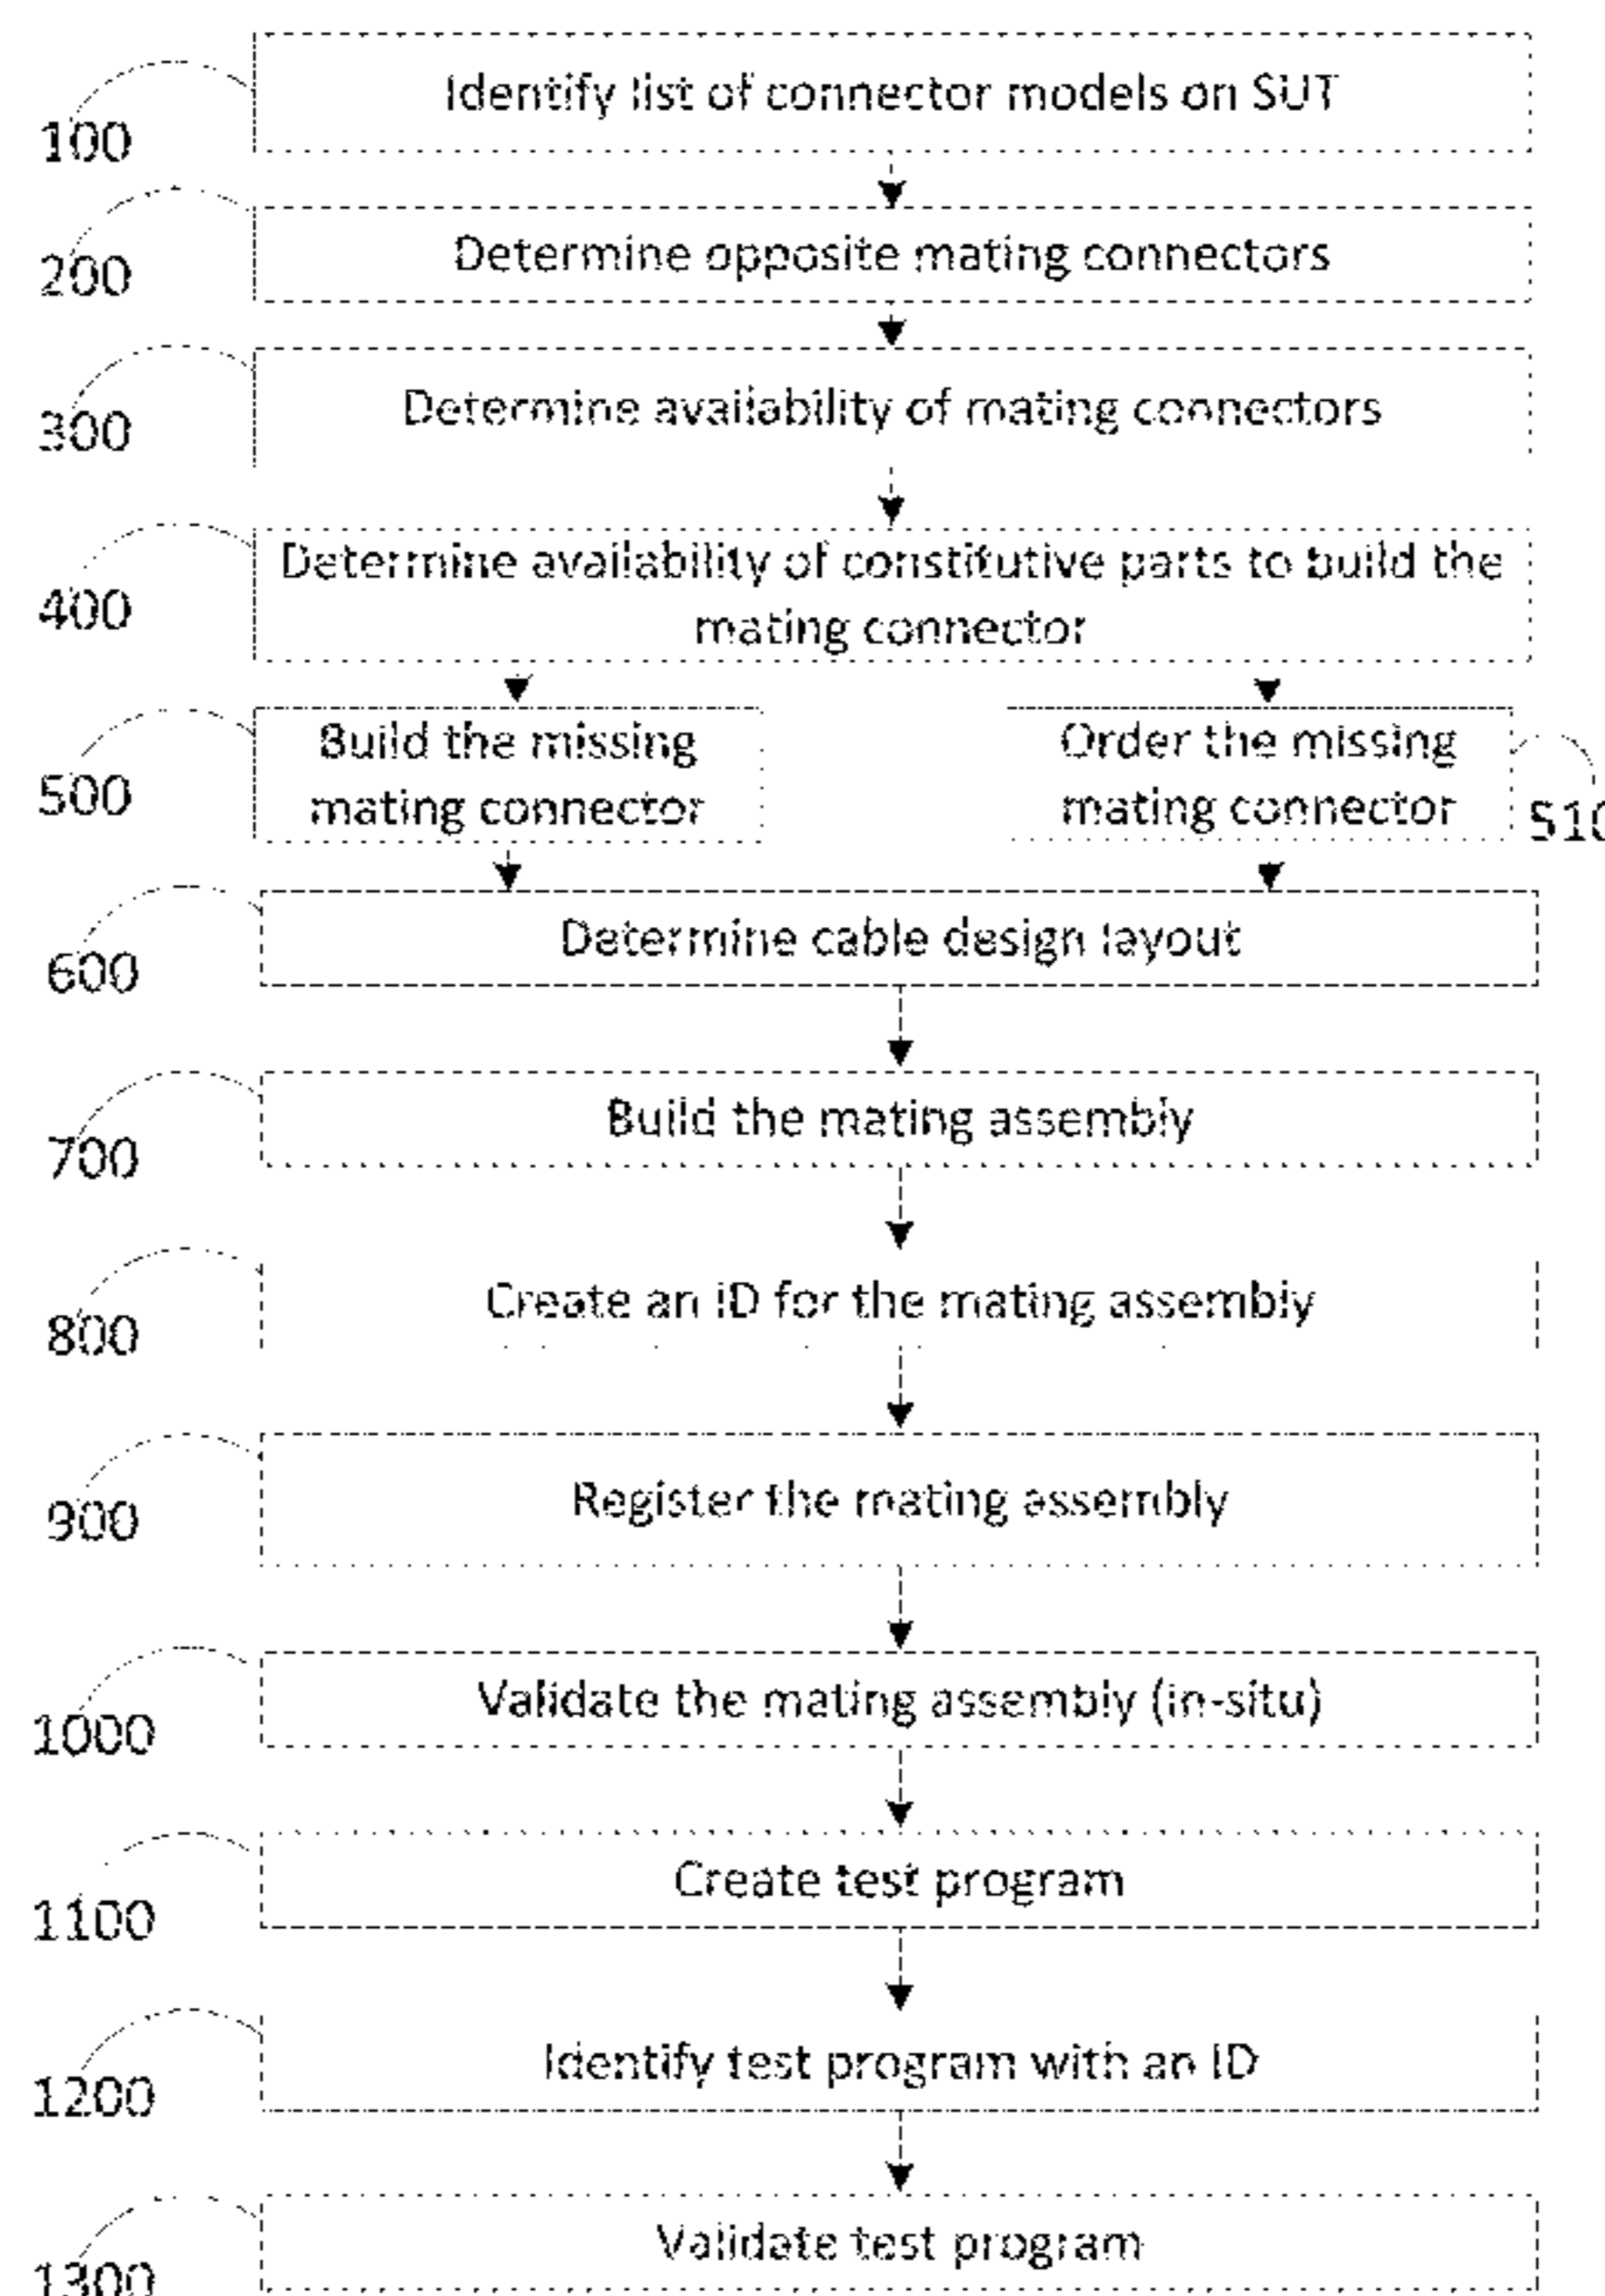 Identify list of connector models on SUT
100
Determine opposite mating connectors
200
Determine availability of mating connectors
300
Determine availability of constitutive parts to build the
mating connector
400
Build the missing
mating connector
500
Order the missing
mating connector
510
Determine cable design layout
600
Build the mating assembly
700
Create an ID for the mating assembly
800
Register the mating assembly
900
Validate the mating assembly (in-situ)
1000
Create test program
1100
Identify test program with an ID
1200
Validate test program
1300